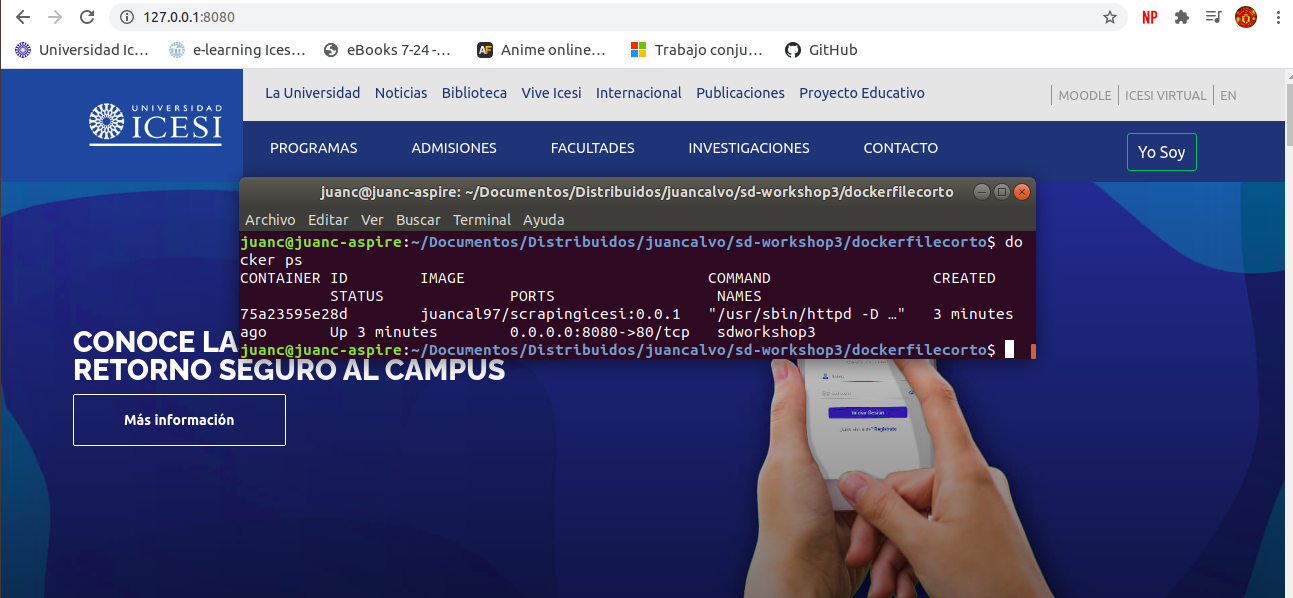 127.0.0.1:8080
NP
Universidad Ic…
e-learning Ices…
eBooks 7-24 -…
Anime online…
Trabajo conju…
GitHub
UNIVERSIDAD
ICESI
La Universidad Noticias Biblioteca Vive Icesi Internacional Publicaciones Proyecto Educativo
MOODLE ICESI VIRTUAL EN
PROGRAMAS ADMISIONES FACULTADES INVESTIGACIONES CONTACTO
Yo Soy
juanc@juanc-aspire: ~/Documentos/Distribuidos/juancalvo/sd-workshop3/dockerfilecorto
Archivo Editar Ver Buscar Terminal Ayuda
juanc@juanc-aspire:~/Documentos/Distribuidos/juancalvo/sd-workshop3/dockerfilecorto$ do
cker ps
CONTAINER ID IMAGE COMMAND CREATED
STATUS PORTS NAMES
75a23595e28d juancal97/scrapingicesi:0.0.1 "/usr/sbin/httpd -D …" 3 minutes
ago Up 3 minutes 0.0.0.0:8080->80/tcp sdworkshop3
juanc@juanc-aspire:~/Documentos/Distribuidos/juancalvo/sd-workshop3/dockerfilecorto$
CONOCE LA
RETORNO SEGURO AL CAMPUS
Más información
Iniciar Sesión
Regístrate